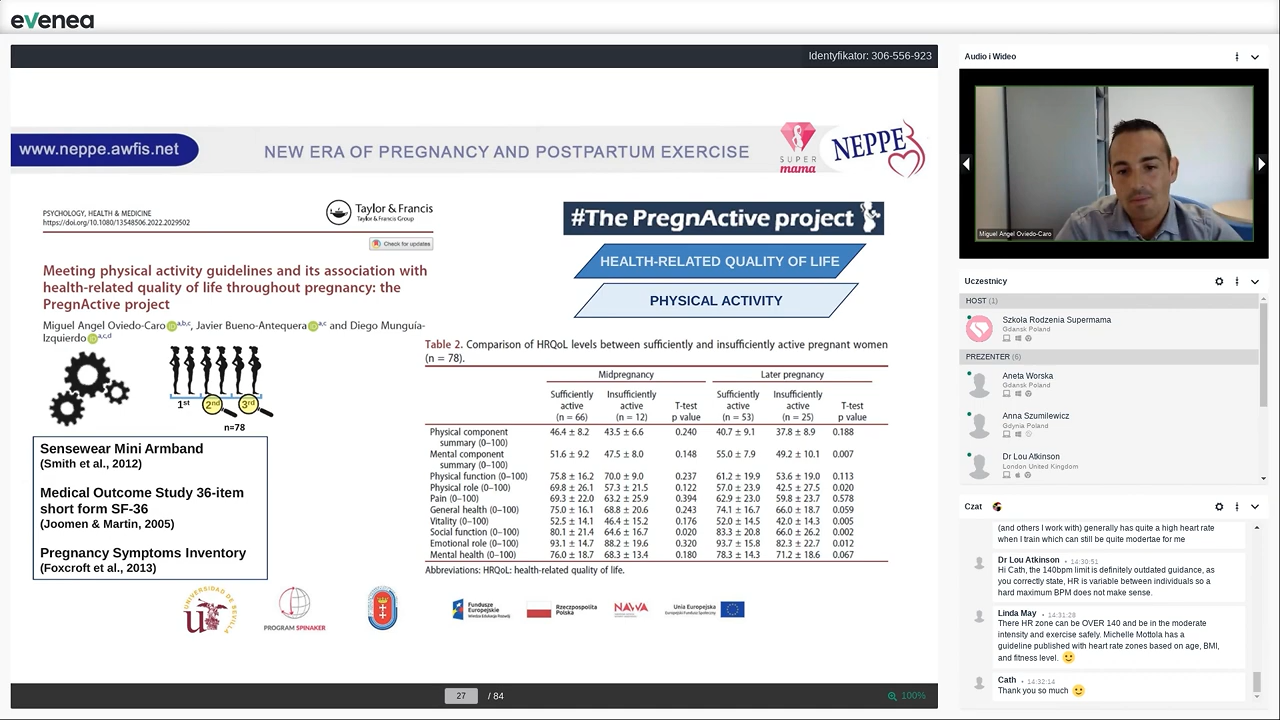 evenea
Identyfikator: 306-556-923
www.neppe.awfis.net
NEW ERA OF PREGNANCY AND POSTPARTUM EXERCISE
SUPER
mama
NEPPE
PSYCHOLOGY, HEALTH & MEDICINE
https://doi.org/10.1080/13548506.2022.2029502
Taylor & Francis
Taylor & Francis Group
Check for updates
Meeting physical activity guidelines and its association with
health-related quality of life throughout pregnancy: the
PregnActive project
Miguel Angel Oviedo-Caro a,b,c, Javier Bueno-Antequera a,c and Diego Munguía-
Izquierdo a,c,d
1st 2nd 3rd
n=78
Sensewear Mini Armband
(Smith et al., 2012)
Medical Outcome Study 36-item
short form SF-36
(Joomen & Martin, 2005)
Pregnancy Symptoms Inventory
(Foxcroft et al., 2013)
#The PregnActive project
HEALTH-RELATED QUALITY OF LIFE
PHYSICAL ACTIVITY
Table 2. Comparison of HRQoL levels between sufficiently and insufficiently active pregnant women
(n = 78).
Midpregnancy Later pregnancy
Sufficiently Insufficiently Sufficiently Insufficiently
active active T-test active active T-test
(n = 66) (n = 12) p value (n = 53) (n = 25) p value
Physical component 46.4 ± 8.2 43.5 ± 6.6 0.240 40.7 ± 9.1 37.8 ± 8.9 0.188
summary (0–100)
Mental component 51.6 ± 9.2 47.5 ± 8.0 0.148 55.0 ± 7.9 49.2 ± 10.1 0.007
summary (0–100)
Physical function (0–100) 75.8 ± 16.2 70.0 ± 9.0 0.237 61.2 ± 19.9 53.6 ± 19.0 0.113
Physical role (0–100) 69.8 ± 26.1 57.3 ± 21.5 0.122 57.0 ± 23.9 42.5 ± 27.5 0.020
Pain (0–100) 69.3 ± 22.0 63.2 ± 25.9 0.394 62.9 ± 23.0 59.8 ± 23.7 0.578
General health (0–100) 75.0 ± 16.1 68.8 ± 20.6 0.243 74.1 ± 16.7 66.0 ± 18.7 0.059
Vitality (0–100) 52.5 ± 14.1 46.4 ± 15.2 0.176 52.0 ± 14.5 42.0 ± 14.3 0.005
Social function (0–100) 80.1 ± 21.4 64.6 ± 16.7 0.020 83.3 ± 20.8 66.0 ± 26.2 0.002
Emotional role (0–100) 93.1 ± 14.7 88.2 ± 19.6 0.320 93.7 ± 15.8 82.3 ± 22.7 0.012
Mental health (0–100) 76.0 ± 18.7 68.3 ± 13.4 0.180 78.3 ± 14.3 71.2 ± 18.6 0.067
Abbreviations: HRQoL: health-related quality of life.
PROGRAM SPINAKER
Fundusze
Europejskie
Wiedza Edukacja Rozwój
Rzeczpospolita
Polska
NAWA
Unia Europejska
Europejski Fundusz Społeczny
27 / 84
100%
Audio i Wideo
Miguel Angel Oviedo-Caro
Uczestnicy
HOST (1)
Szkoła Rodzenia Supermama
Gdansk Poland
PREZENTER (6)
Aneta Worska
Gdansk Poland
Anna Szumilewicz
Gdynia Poland
Dr Lou Atkinson
London United Kingdom
Czat
(and others I work with) generally has quite a high heart rate
when I train which can still be quite modertae for me
Dr Lou Atkinson • 14:30:51
Hi Cath, the 140bpm limit is definitely outdated guidance, as
you correctly state, HR is variable between individuals so a
hard maximum BPM does not make sense.
Linda May • 14:31:28
There HR zone can be OVER 140 and be in the moderate
intensity and exercise safely. Michelle Mottola has a
guideline published with heart rate zones based on age, BMI,
and fitness level. 🙂
Cath • 14:32:14
Thank you so much 🙂